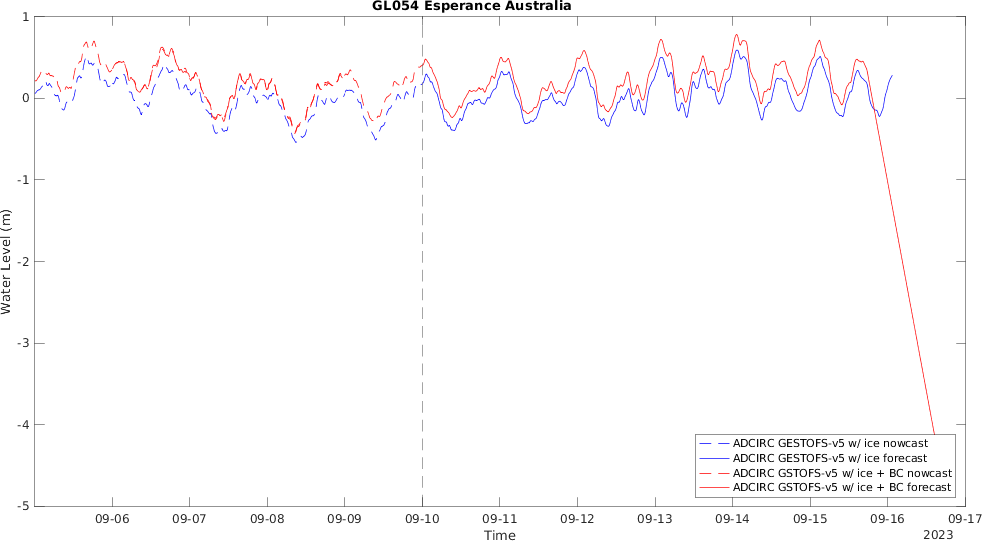 GL054 Esperance Australia
Water Level (m)
1
0
-1
-2
-3
-4
-5
ADCIRC GESTOFS-v5 w/ ice nowcast
ADCIRC GESTOFS-v5 w/ ice forecast
ADCIRC GSTOFS-v5 w/ ice + BC nowcast
ADCIRC GSTOFS-v5 w/ ice + BC forecast
09-06 09-07 09-08 09-09 09-10 09-11 09-12 09-13 09-14 09-15 09-16 09-17
Time
2023